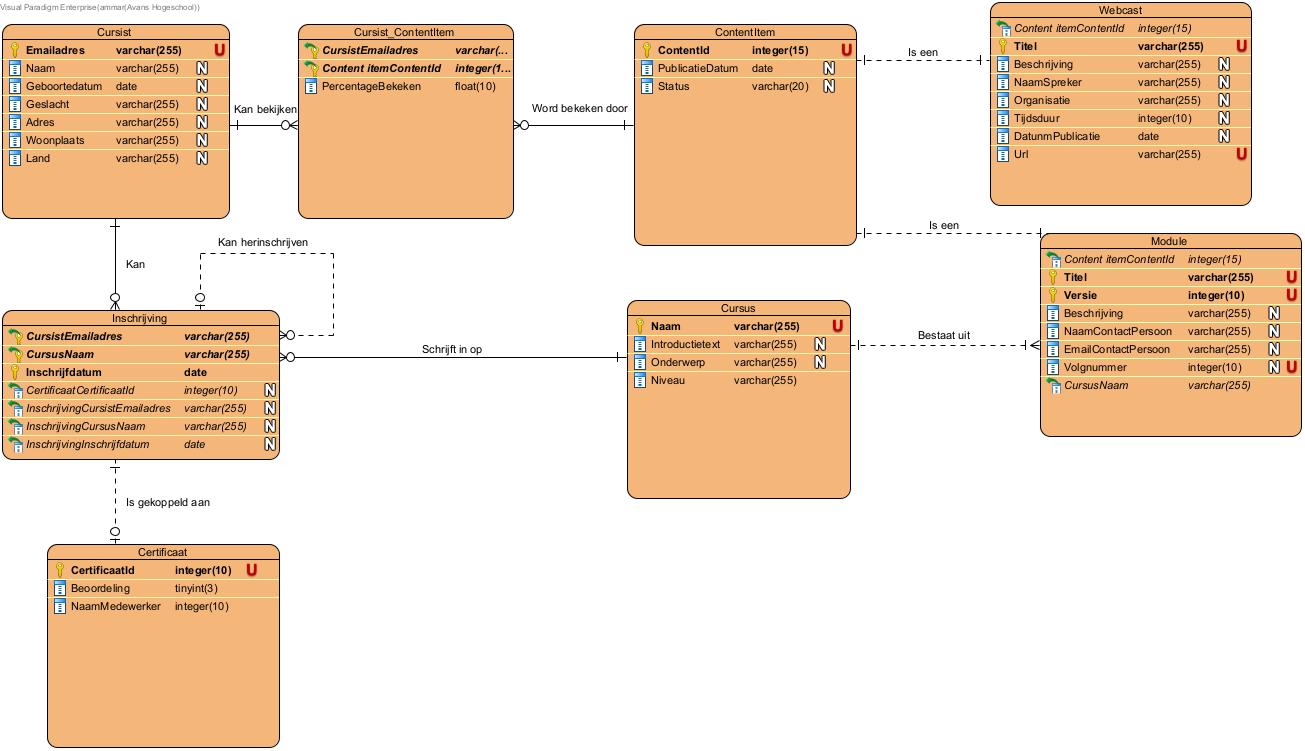 Visual Paradigm Enterprise(ammar(Avans Hogeschool))
Cursist
Emailadres varchar(255) U
Naam varchar(255) N
Geboortedatum date N
Geslacht varchar(255) N
Adres varchar(255) N
Woonplaats varchar(255) N
Land varchar(255) N
Kan bekijken
Cursist_ContentItem
CursistEmailadres varchar(...
Content itemContentId integer(1...
PercentageBekeken float(10)
Word bekeken door
ContentItem
ContentId integer(15) U
PublicatieDatum date N
Status varchar(20) N
Is een
Webcast
Content itemContentId integer(15)
Titel varchar(255) U
Beschrijving varchar(255) N
NaamSpreker varchar(255) N
Organisatie varchar(255) N
Tijdsduur integer(10) N
DatunmPublicatie date N
Url varchar(255) U
Is een
Module
Content itemContentId integer(15)
Titel varchar(255) U
Versie integer(10) U
Beschrijving varchar(255) N
NaamContactPersoon varchar(255) N
EmailContactPersoon varchar(255) N
Volgnummer integer(10) N U
CursusNaam varchar(255)
Kan
Kan herinschrijven
Inschrijving
CursistEmailadres varchar(255)
CursusNaam varchar(255)
Inschrijfdatum date
CertificaatCertificaatId integer(10) N
InschrijvingCursistEmailadres varchar(255) N
InschrijvingCursusNaam varchar(255) N
InschrijvingInschrijfdatum date N
Schrijft in op
Cursus
Naam varchar(255) U
Introductietext varchar(255) N
Onderwerp varchar(255) N
Niveau varchar(255)
Bestaat uit
Is gekoppeld aan
Certificaat
CertificaatId integer(10) U
Beoordeling tinyint(3)
NaamMedewerker integer(10)